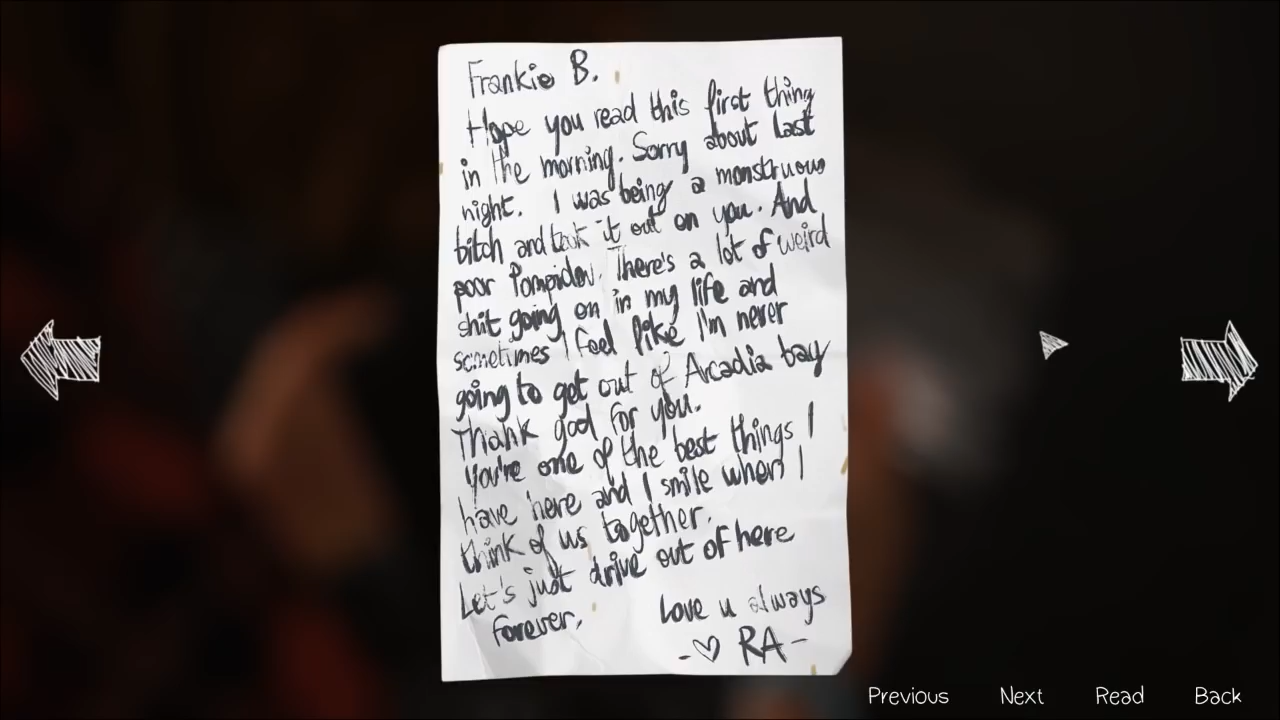 Frankie B.
Hope you read this first thing
in the morning. Sorry about last
night. I was being a monstruous
bitch and took it out on you. And
poor Pompidou. There's a lot of weird
shit going on in my life and
sometimes I feel like I'm never
going to get out of Arcadia bay
Thank god for you.
You're one of the best things I
have here and I smile when I
think of us together.
Let's just drive out of here
forever.
Love u always
-♡ RA-
Previous Next Read Back